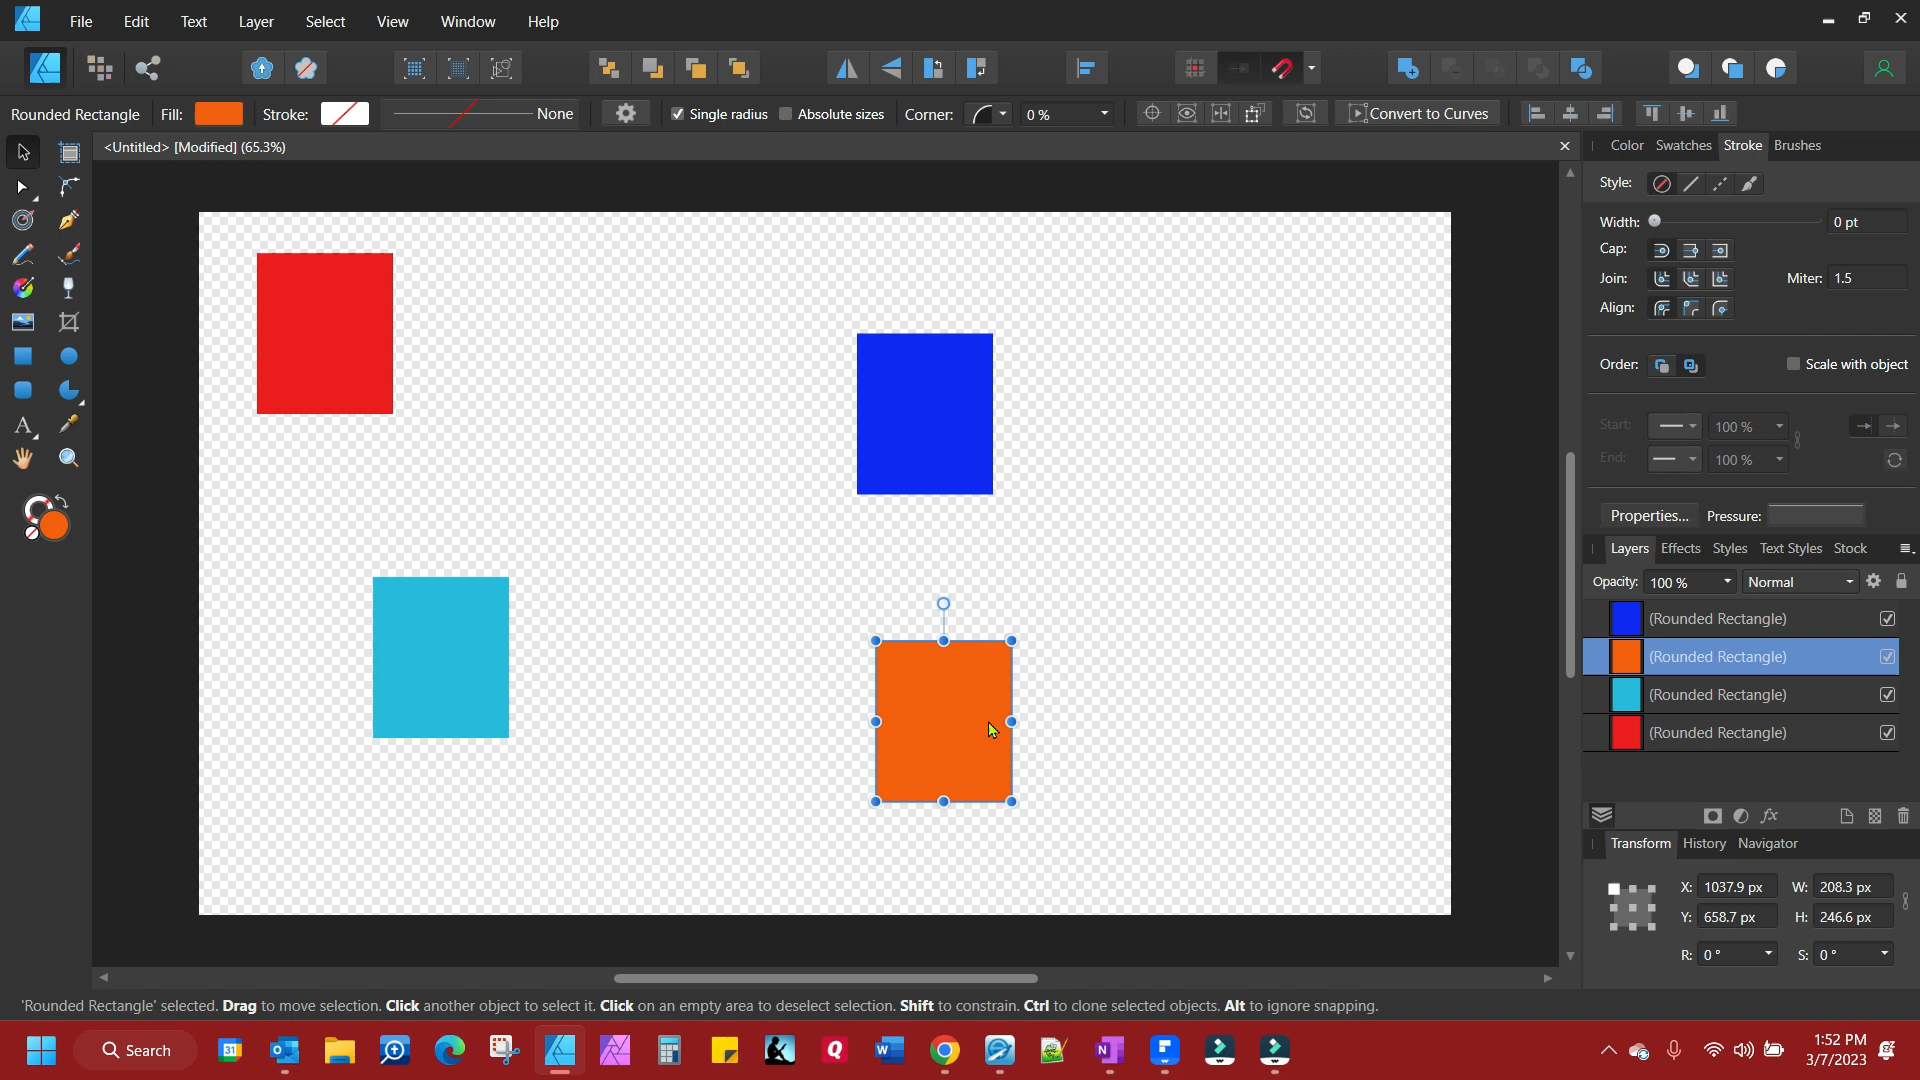 File Edit Text Layer Select View Window Help
Rounded Rectangle Fill: Stroke: None Single radius Absolute sizes Corner: 0 % Convert to Curves
<Untitled> [Modified] (65.3%)
Color Swatches Stroke Brushes
Style:
Width: 0 pt
Cap:
Join: Miter: 1.5
Align:
Order: Scale with object
Start: 100 %
End: 100 %
Properties... Pressure:
Layers Effects Styles Text Styles Stock
Opacity: 100 % Normal
(Rounded Rectangle)
(Rounded Rectangle)
(Rounded Rectangle)
(Rounded Rectangle)
fx
Transform History Navigator
X: 1037.9 px W: 208.3 px
Y: 658.7 px H: 246.6 px
R: 0 ° S: 0 °
'Rounded Rectangle' selected. Drag to move selection. Click another object to select it. Click on an empty area to deselect selection. Shift to constrain. Ctrl to clone selected objects. Alt to ignore snapping.
Search 31 1:52 PM
3/7/2023